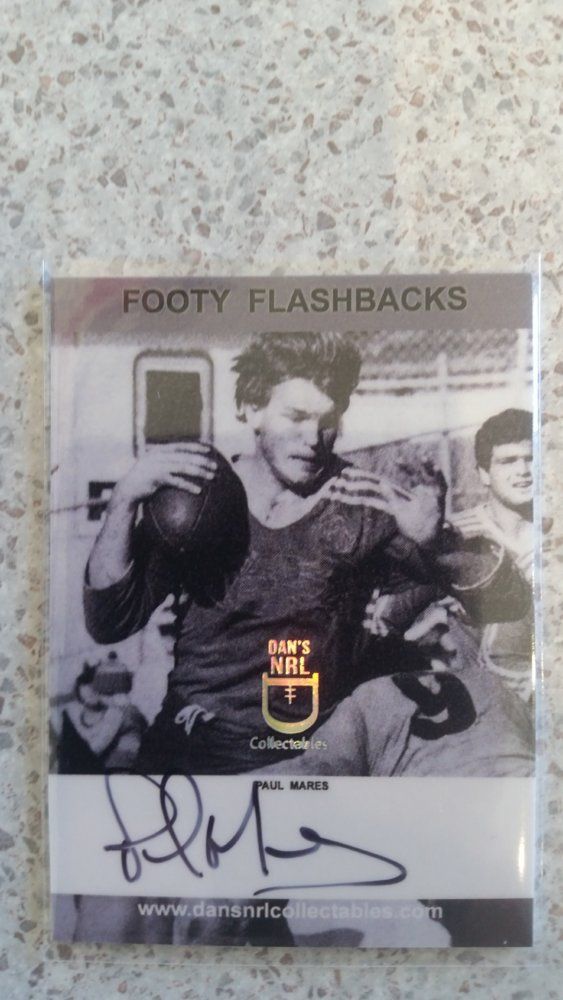 FOOTY FLASHBACKS
DAN'S
NRL
Collectables
PAUL MARES
www.dansnrlcollectables.com